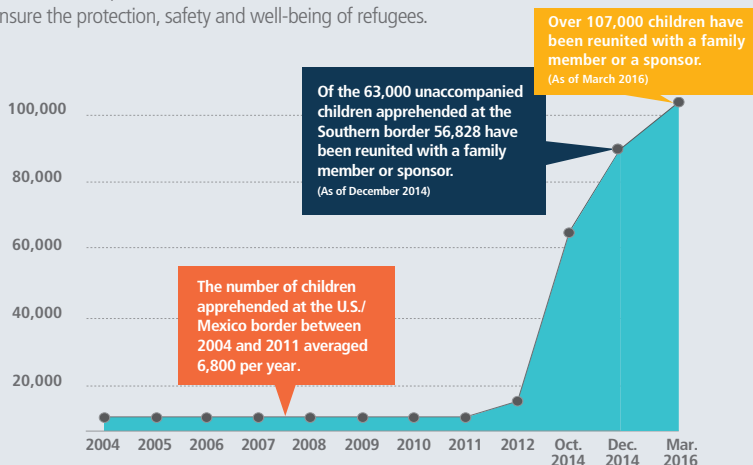 nsure the protection, safety and well-being of refugees.
Over 107,000 children have
been reunited with a family
member or a sponsor.
(As of March 2016)
Of the 63,000 unaccompanied
children apprehended at the
Southern border 56,828 have
been reunited with a family
member or sponsor.
(As of December 2014)
The number of children
apprehended at the U.S./
Mexico border between
2004 and 2011 averaged
6,800 per year.
100,000
80,000
60,000
40,000
20,000
2004 2005 2006 2007 2008 2009 2010 2011 2012 Oct. Dec. Mar.
2014 2014 2016